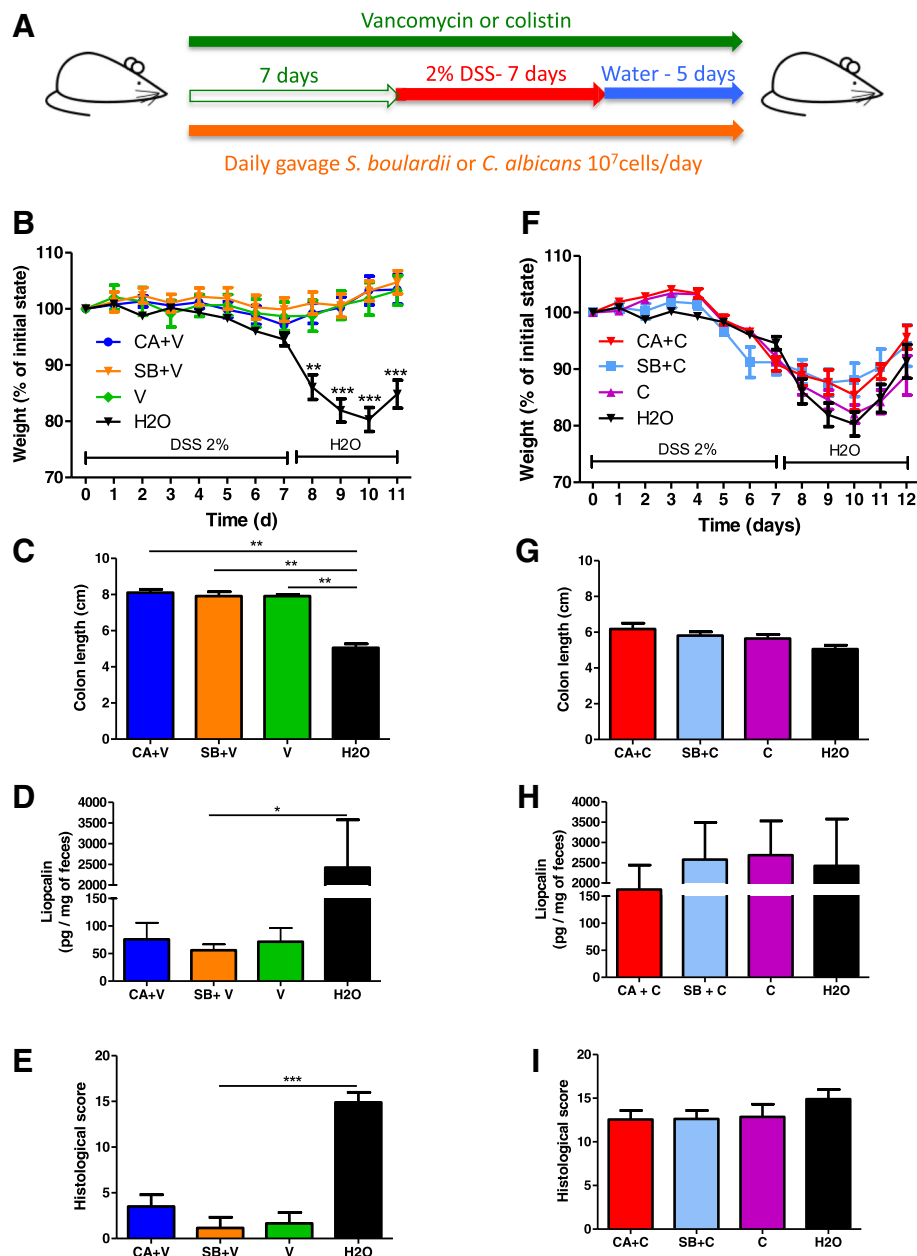 A
Vancomycin or colistin
7 days
2% DSS- 7 days
Water - 5 days
Daily gavage S. boulardii or C. albicans 10⁷cells/day
B
Weight (% of initial state)
110
100
90
80
70
CA+V
SB+V
V
H2O
**
***
***
***
DSS 2%
H2O
0 1 2 3 4 5 6 7 8 9 10 11
Time (d)
F
Weight (% of initial state)
110
100
90
80
70
CA+C
SB+C
C
H2O
DSS 2%
H2O
0 1 2 3 4 5 6 7 8 9 10 11 12
Time (days)
C
Colon length (cm)
10
8
6
4
2
0
**
**
**
CA+V SB+V V H2O
G
Colon length (cm)
10
8
6
4
2
0
CA+C SB+C C H2O
D
Liopcalin
(pg / mg of feces)
4000
3500
3000
2500
2000
150
100
50
0
*
CA+V SB+ V V H2O
H
Liopcalin
(pg / mg of feces)
4000
3500
3000
2500
2000
150
100
50
0
CA + C SB + C C H2O
E
Histological score
20
15
10
5
0
***
CA+V SB+V V H2O
I
Histological score
20
15
10
5
0
CA+C SB+C C H2O